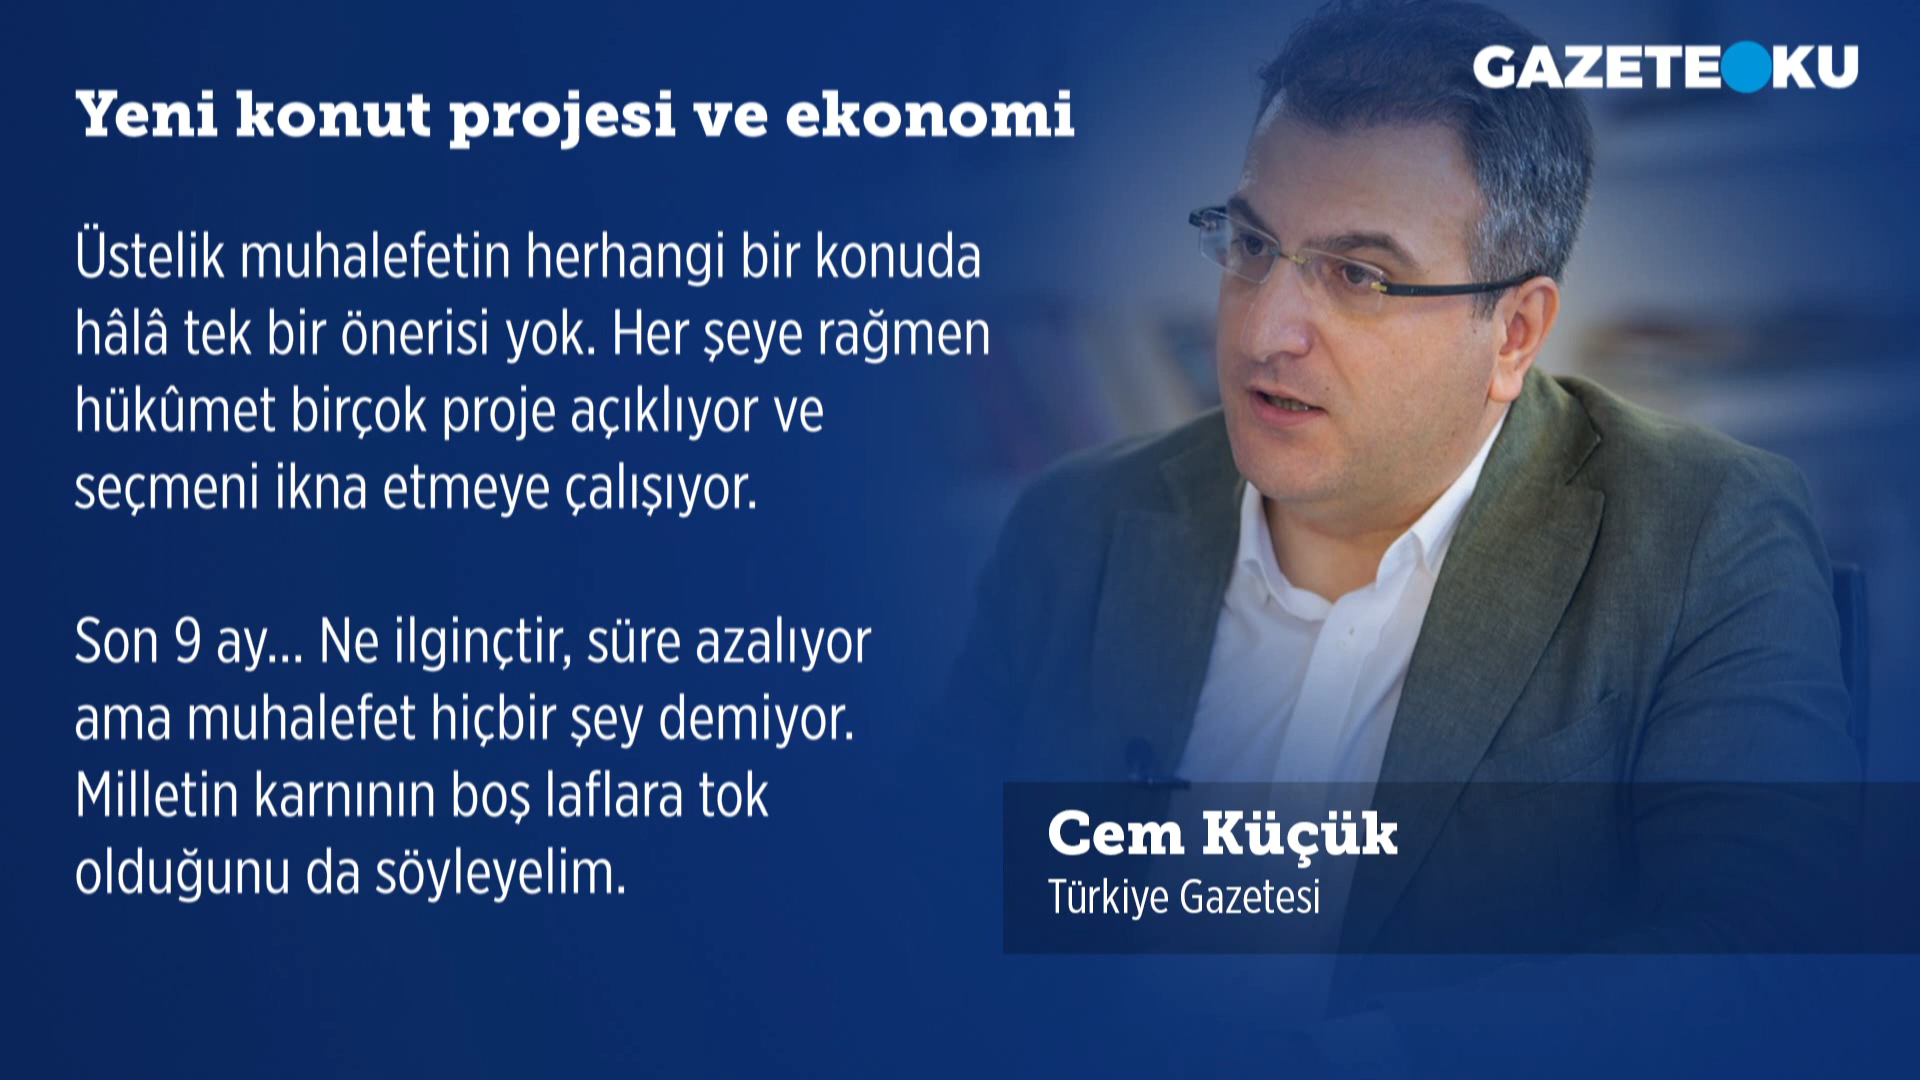 GAZETEOKU
Yeni konut projesi ve ekonomi
Üstelik muhalefetin herhangi bir konuda
hâlâ tek bir önerisi yok. Her şeye rağmen
hükûmet birçok proje açıklıyor ve
seçmeni ikna etmeye çalışıyor.
Son 9 ay... Ne ilginçtir, süre azalıyor
ama muhalefet hiçbir şey demiyor.
Milletin karnının boş laflara tok
olduğunu da söyleyelim.
Cem Küçük
Türkiye Gazetesi